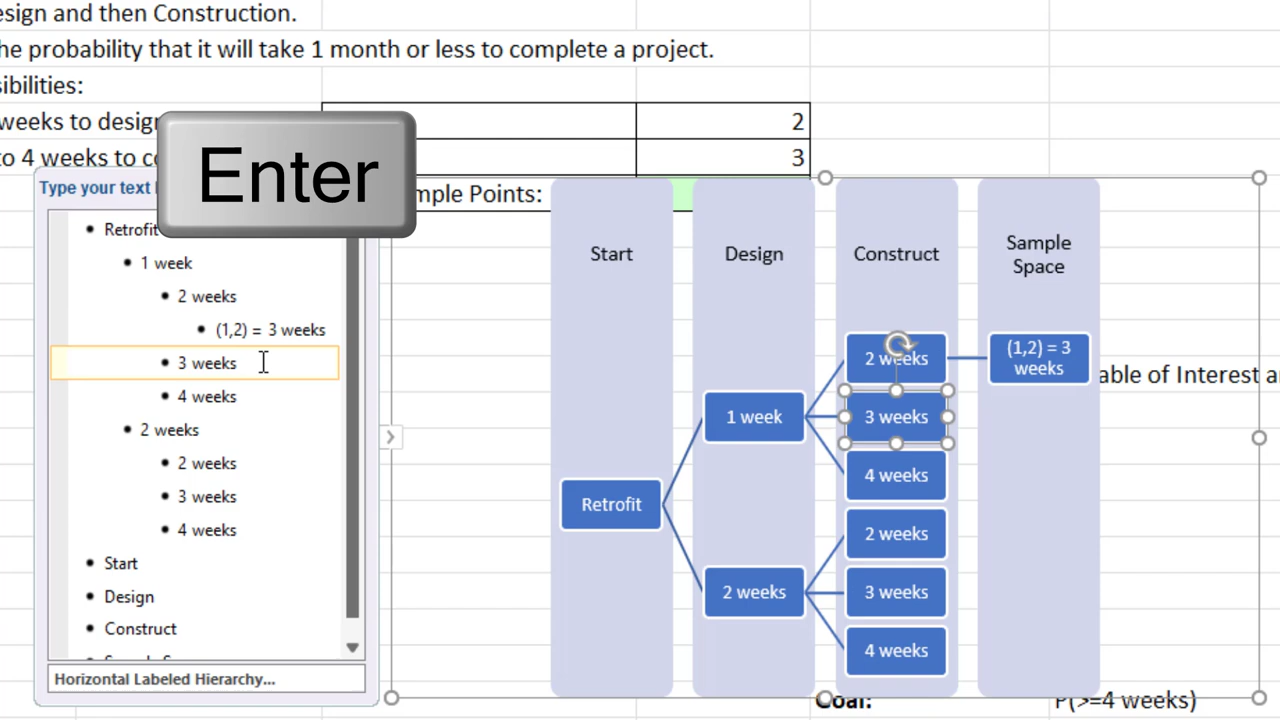 esign and then Construction.
he probability that it will take 1 month or less to complete a project.
sibilities:
weeks to design
2
to 4 weeks to co
3
Enter
mple Points:
Type your text
Retrofit
1 week
2 weeks
(1,2) = 3 weeks
3 weeks
4 weeks
2 weeks
2 weeks
3 weeks
4 weeks
Start
Design
Construct
Horizontal Labeled Hierarchy...
Start
Design
Construct
Sample
Space
Retrofit
1 week
2 weeks
2 weeks
3 weeks
4 weeks
2 weeks
3 weeks
4 weeks
(1,2) = 3
weeks
able of Interest a
Goal:
P(>=4 weeks)